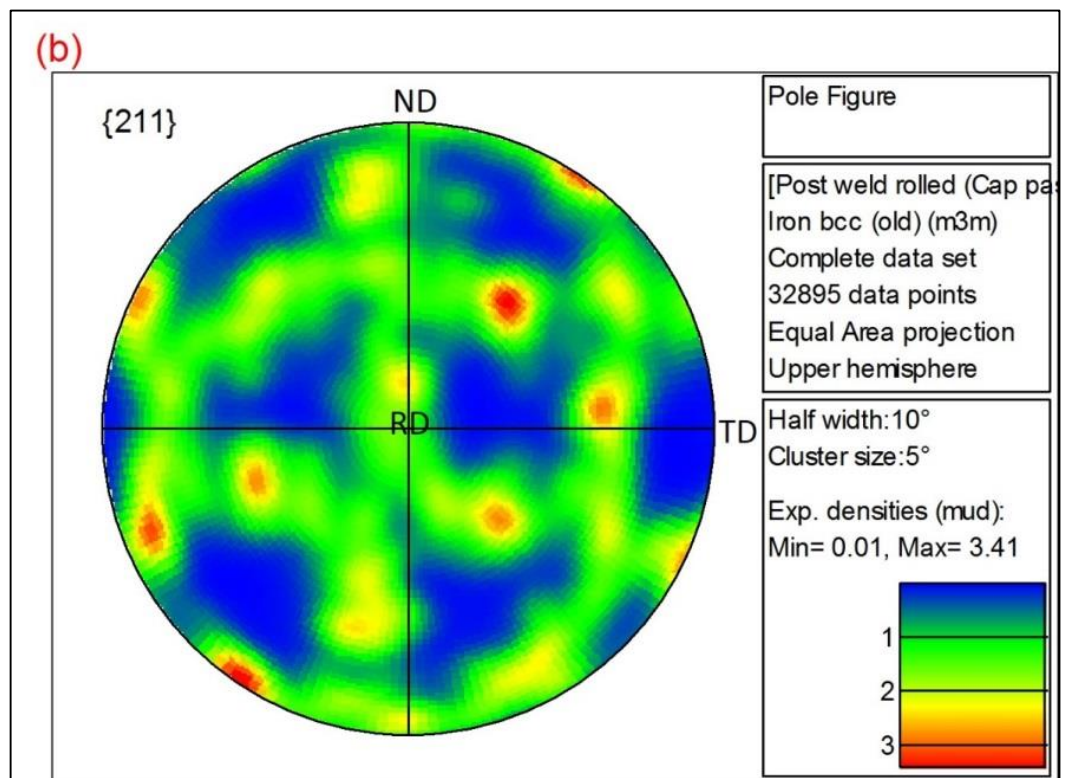 (b)
{211}
ND
RD
TD
Pole Figure
[Post weld rolled (Cap pas
Iron bcc (old) (m3m)
Complete data set
32895 data points
Equal Area projection
Upper hemisphere
Half width:10°
Cluster size:5°
Exp. densities (mud):
Min= 0.01, Max= 3.41
1
2
3